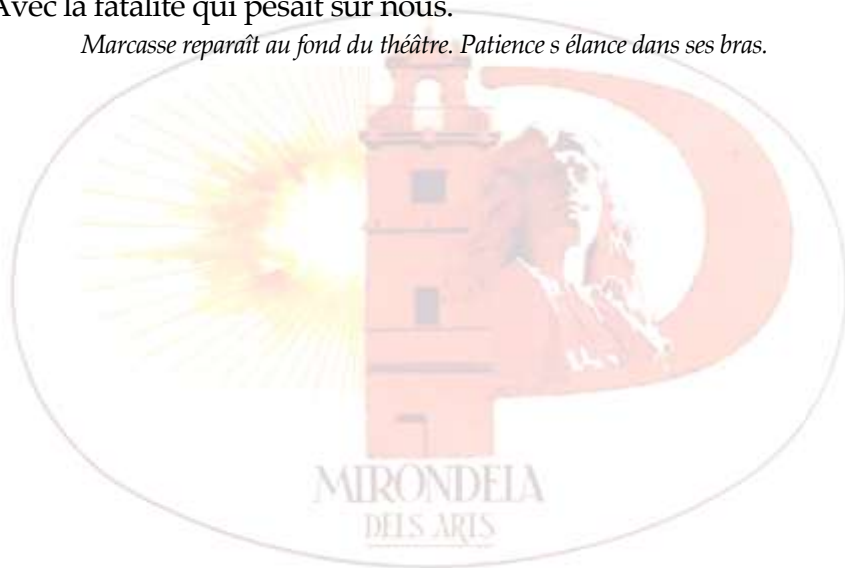 Avec la fatalité qui pesait sur nous.
Marcasse reparaît au fond du théâtre. Patience s élance dans ses bras.
MIRONDELA
DELS ARTS